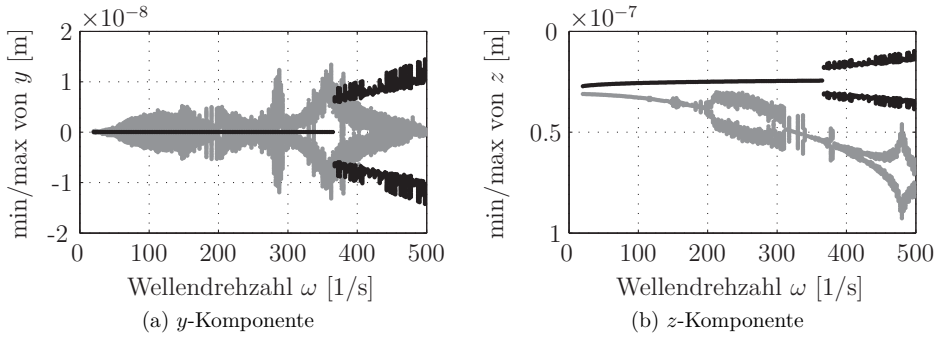 ×10−8
min/max von y [m]
2
1
0
-1
-2
0 100 200 300 400 500
Wellendrehzahl ω [1/s]
(a) y-Komponente
×10−7
min/max von z [m]
0
0.5
1
0 100 200 300 400 500
Wellendrehzahl ω [1/s]
(b) z-Komponente